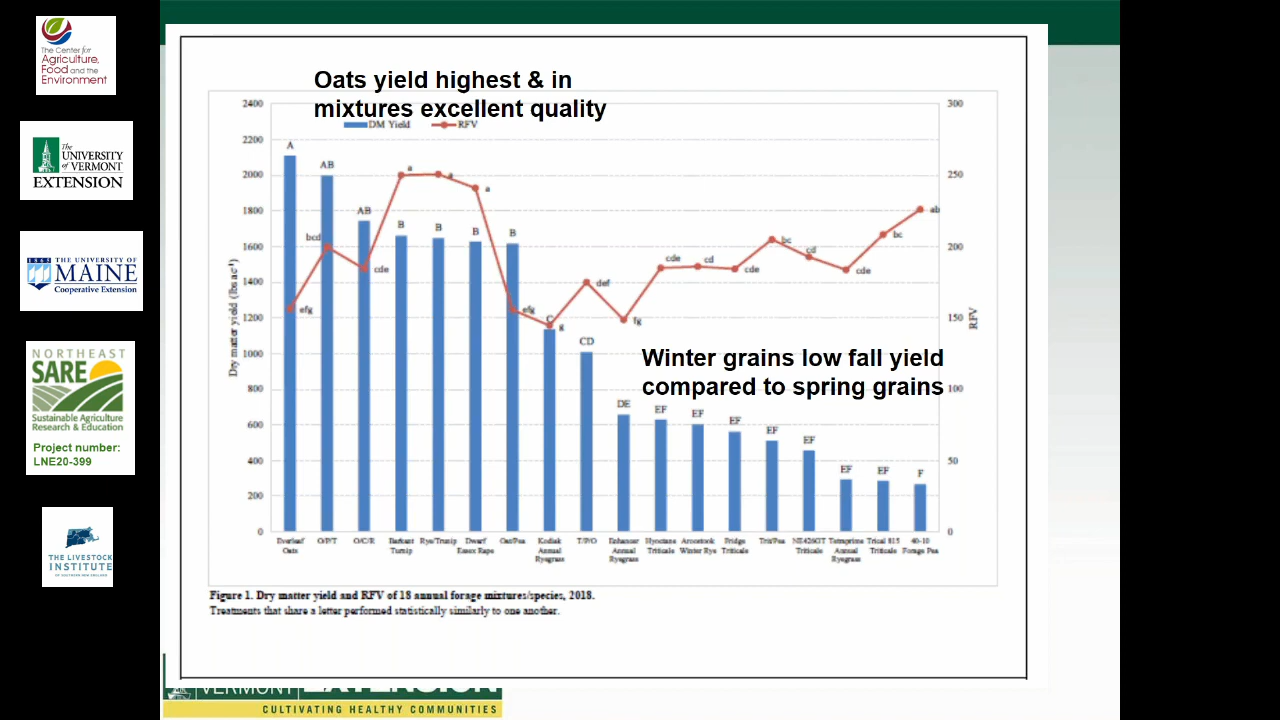 The Center for
Agriculture,
Food and the
Environment
The
UNIVERSITY
of VERMONT
EXTENSION
1865
THE UNIVERSITY OF
MAINE
Cooperative Extension
NORTHEAST
SARE
Sustainable Agriculture
Research & Education
Project number:
LNE20-399
THE LIVESTOCK
INSTITUTE
OF SOUTHERN NEW ENGLAND
Oats yield highest & in
mixtures excellent quality
DM Yield RFV
Winter grains low fall yield
compared to spring grains
Dry matter yield (lbs ac⁻¹)
2400
2200
2000
1800
1600
1400
1200
1000
800
600
400
200
0
A AB AB B B B B C CD DE EF EF EF EF EF EF EF F
efg bcd cde a a a efg g def fg cde cd cde bc cd cde bc ab
300
250
200
150
100
50
0
RFV
Everleaf Oats
O/P/T
O/C/R
Barkant Turnip
Rye/Turnip
Dwarf Essex Rape
Oat/Pea
Kodiak Annual Ryegrass
T/P/O
Enhancer Annual Ryegrass
Hyoctane Triticale
Aroostook Winter Rye
Fridge Triticale
Trit/Pea
NE426GT Triticale
Tetraprime Annual Ryegrass
Trical 815 Triticale
40-10 Forage Pea
Figure 1. Dry matter yield and RFV of 18 annual forage mixtures/species, 2018.
Treatments that share a letter performed statistically similarly to one another.
VERMONT EXTENSION
CULTIVATING HEALTHY COMMUNITIES